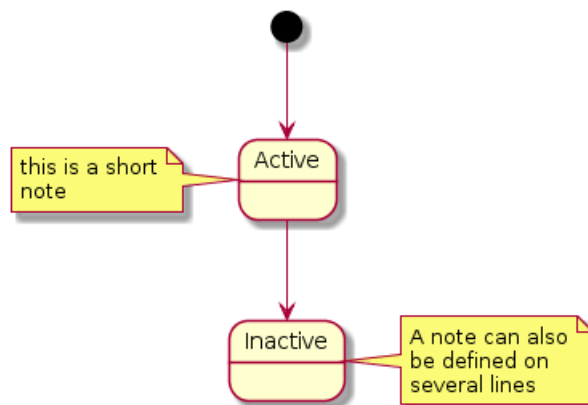 Active
this is a short
note
Inactive
A note can also
be defined on
several lines